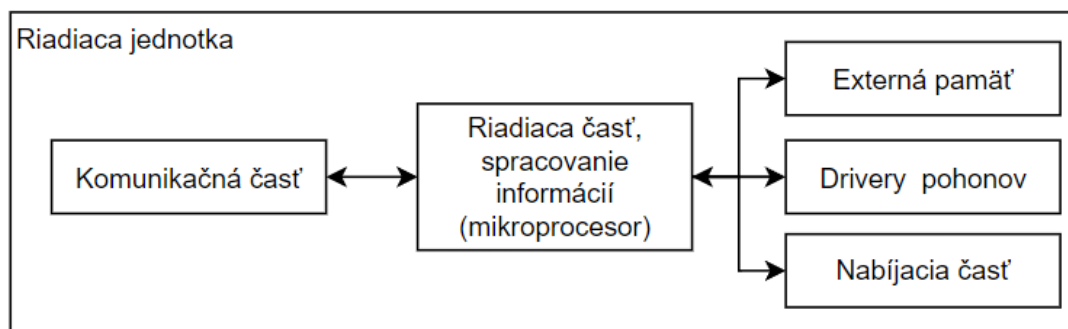 Riadiaca jednotka
Komunikačná časť
Riadiaca časť,
spracovanie
informácií
(mikroprocesor)
Externá pamäť
Drivery pohonov
Nabíjacia časť